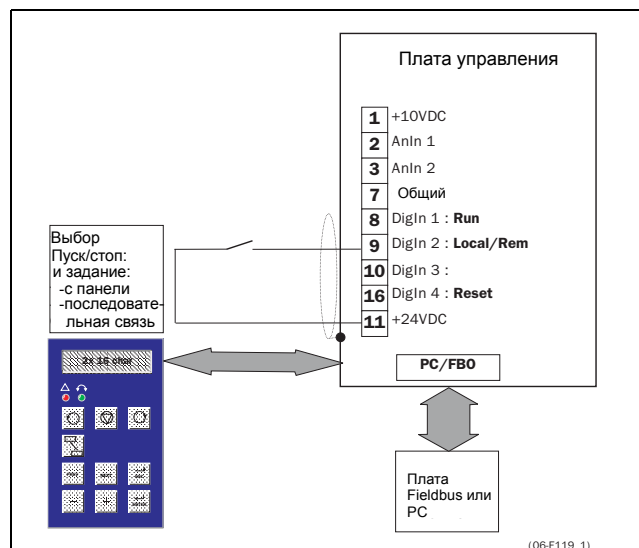 Плата управления
1 +10VDC
2 AnIn 1
3 AnIn 2
7 Общий
8 DigIn 1 : Run
9 DigIn 2 : Local/Rem
10 DigIn 3 :
16 DigIn 4 : Reset
11 +24VDC
PC/FBO
Выбор
Пуск/стоп:
и задание:
-с панели
-последовате-
льная связь
2x 16 char
Плата
Fieldbus или
PC
(06-F119_1)